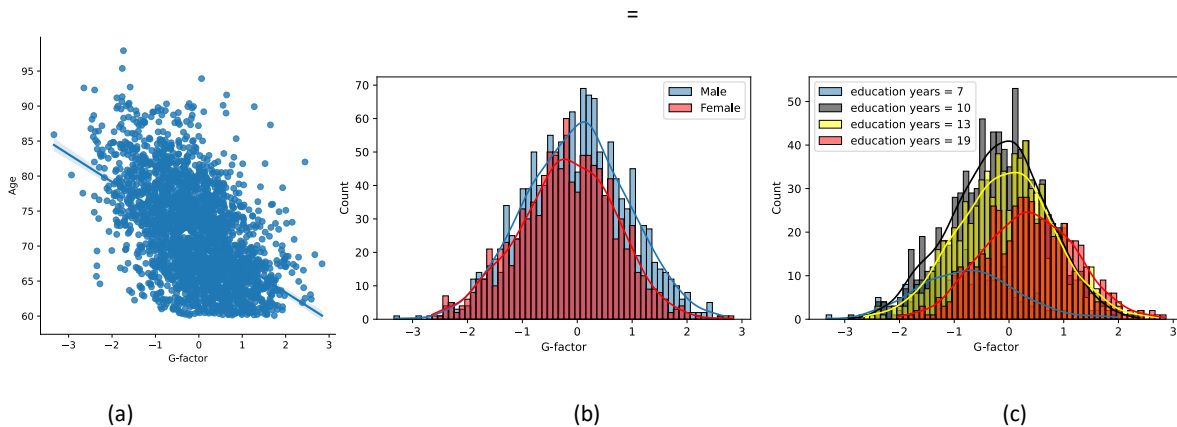 =
95
90
85
80
75
70
65
60
Age
−3 −2 −1 0 1 2 3
G-factor
(a)
70
60
50
40
30
20
10
0
Count
Male
Female
−3 −2 −1 0 1 2 3
G-factor
(b)
50
40
30
20
10
0
Count
education years = 7
education years = 10
education years = 13
education years = 19
−3 −2 −1 0 1 2 3
G-factor
(c)